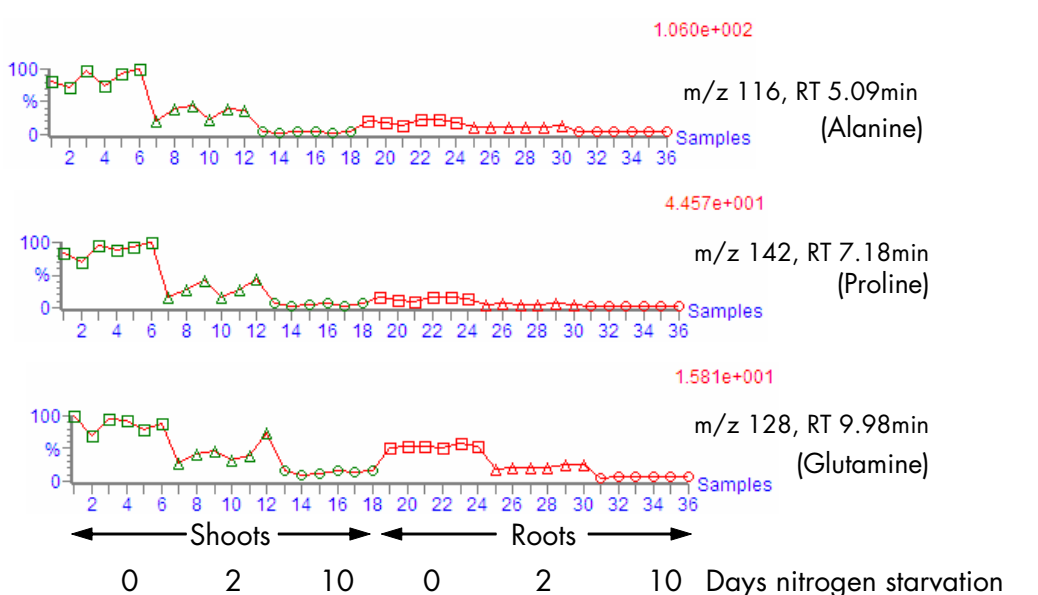 1.060e+002
100
%
0
m/z 116, RT 5.09min
(Alanine)
Samples
2 4 6 8 10 12 14 16 18 20 22 24 26 28 30 32 34 36
4.457e+001
100
%
0
m/z 142, RT 7.18min
(Proline)
Samples
2 4 6 8 10 12 14 16 18 20 22 24 26 28 30 32 34 36
1.581e+001
100
%
0
m/z 128, RT 9.98min
(Glutamine)
Samples
2 4 6 8 10 12 14 16 18 20 22 24 26 28 30 32 34 36
Shoots Roots
0 2 10 0 2 10 Days nitrogen starvation